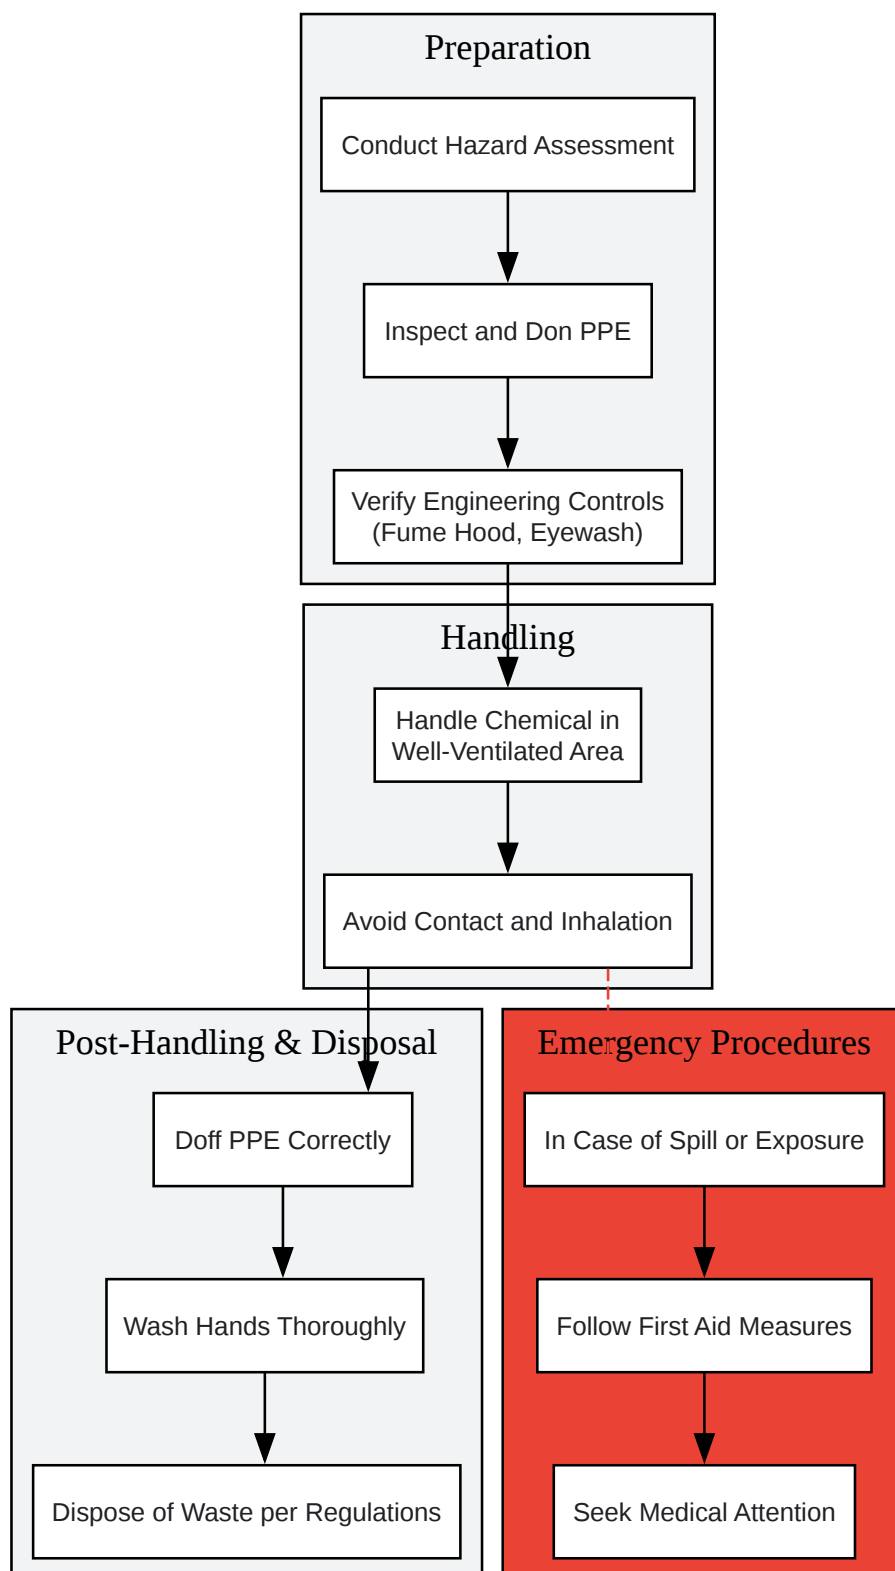 Preparation
Conduct Hazard Assessment
Inspect and Don PPE
Verify Engineering Controls
(Fume Hood, Eyewash)
Handling
Handle Chemical in
Well-Ventilated Area
Avoid Contact and Inhalation
Post-Handling & Disposal
Doff PPE Correctly
Wash Hands Thoroughly
Dispose of Waste per Regulations
Emergency Procedures
In Case of Spill or Exposure
Follow First Aid Measures
Seek Medical Attention